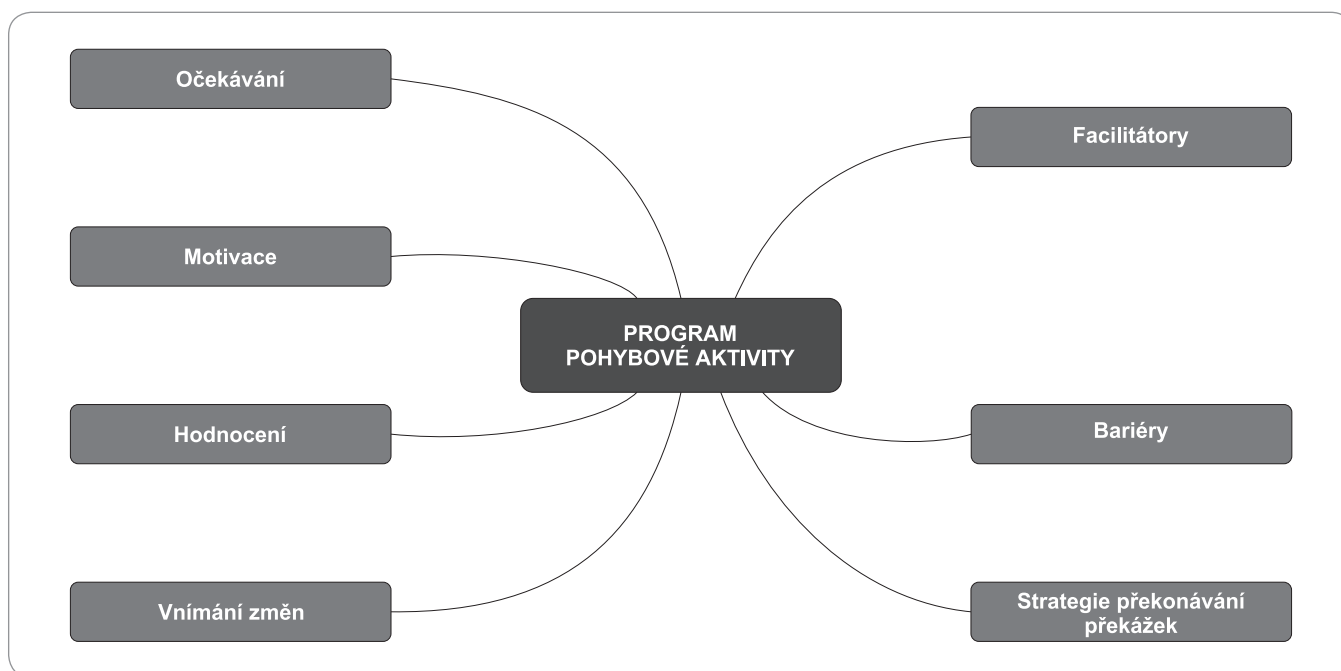 Očekávání
Motivace
Hodnocení
Vnímání změn
PROGRAM
POHYBOVÉ AKTIVITY
Facilitátory
Bariéry
Strategie překonávání
překážek